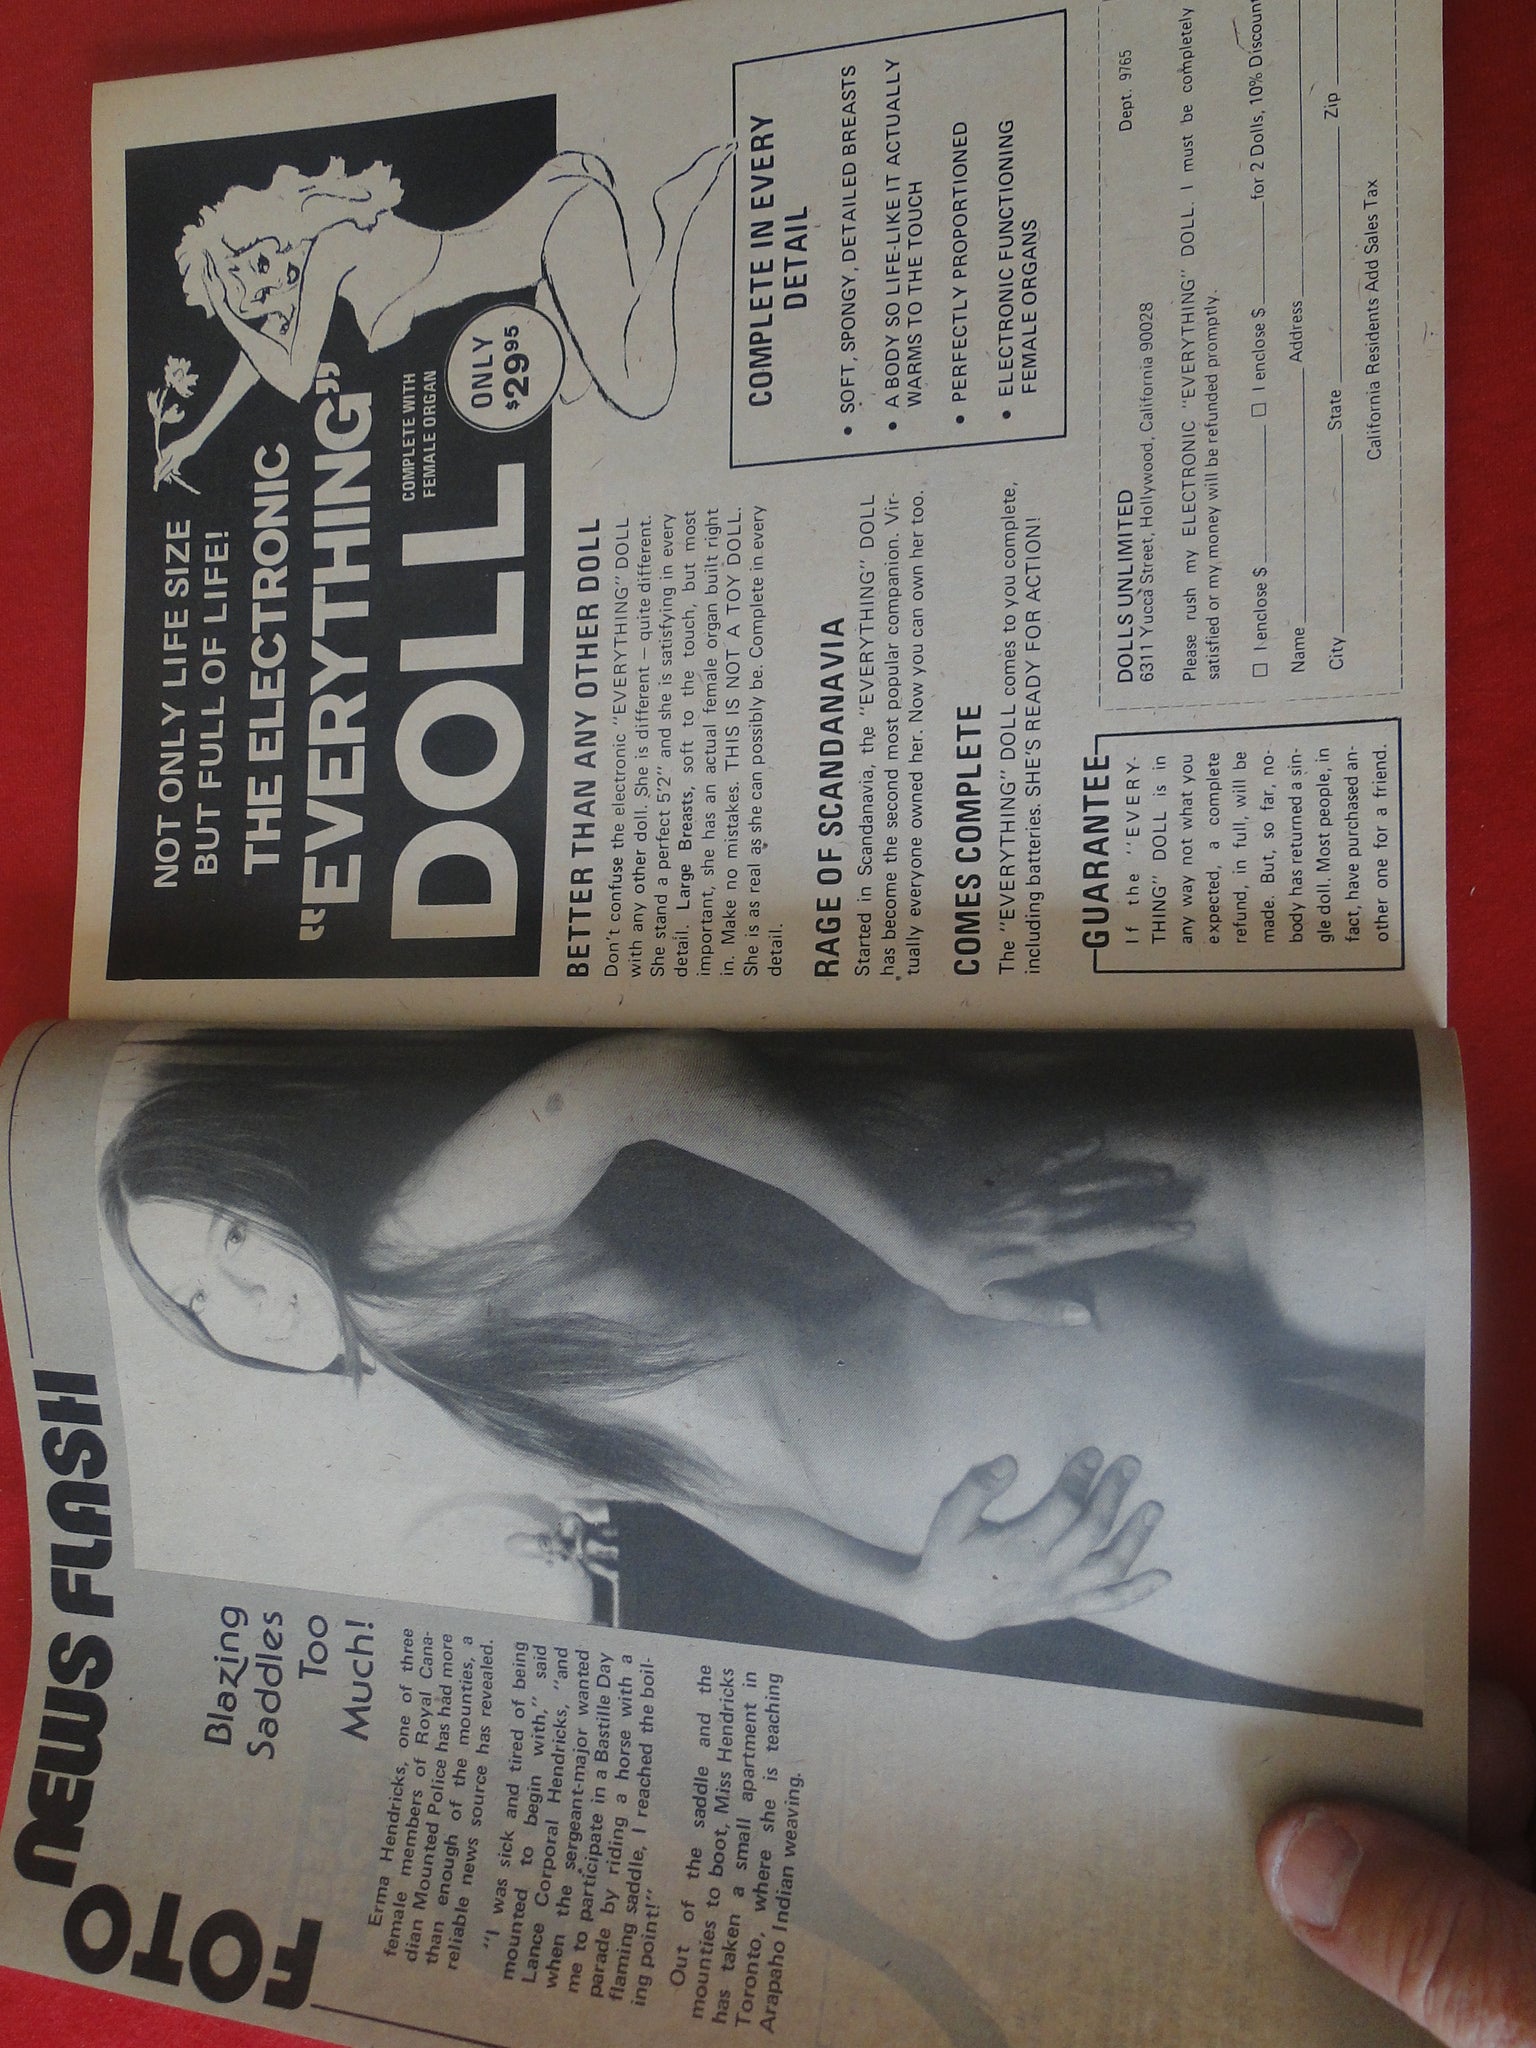 FOTO
NEWS FLASH
Blazing
Saddles
Too
Much!
Erma Hendricks, one of three
female members of Royal Cana-
dian Mounted Police has had more
than enough of the mounties, a
reliable news source has revealed.
"I was sick and tired of being
mounted to begin with," said
Lance Corporal Hendricks, "and
when the sergeant-major wanted
me to participate in a Bastille Day
parade by riding a horse with a
flaming saddle, I reached the boil-
ing point!"
Out of the saddle and the
mounties to boot, Miss Hendricks
has taken a small apartment in
Toronto, where she is teaching
Arapaho Indian weaving.
NOT ONLY LIFE SIZE
BUT FULL OF LIFE!
THE ELECTRONIC
"EVERYTHING"
DOLL
COMPLETE WITH
FEMALE ORGAN
ONLY
$29.95
BETTER THAN ANY OTHER DOLL
Don't confuse the electronic "EVERYTHING" DOLL
with any other doll. She is different – quite different.
She stand a perfect 5'2" and she is satisfying in every
detail. Large Breasts, soft to the touch, but most
important, she has an actual female organ built right
in. Make no mistakes. THIS IS NOT A TOY DOLL.
She is as real as she can possibly be. Complete in every
detail.
RAGE OF SCANDANAVIA
Started in Scandanavia, the "EVERYTHING" DOLL
has become the second most popular companion. Vir-
tually everyone owned her. Now you can own her too.
COMES COMPLETE
The "EVERYTHING" DOLL comes to you complete,
including batteries. SHE'S READY FOR ACTION!
COMPLETE IN EVERY
DETAIL
• SOFT, SPONGY, DETAILED BREASTS
• A BODY SO LIFE-LIKE IT ACTUALLY
WARMS TO THE TOUCH
• PERFECTLY PROPORTIONED
• ELECTRONIC FUNCTIONING
FEMALE ORGANS
GUARANTEE
If the "EVERY-
THING" DOLL is in
any way not what you
expected, a complete
refund, in full, will be
made. But, so far, no-
body has returned a sin-
gle doll. Most people, in
fact, have purchased an-
other one for a friend.
DOLLS UNLIMITED
6311 Yucca Street, Hollywood, California 90028 Dept. 9765
Please rush my ELECTRONIC "EVERYTHING" DOLL. I must be completely
satisfied or my money will be refunded promptly.
I enclose $ I enclose $ for 2 Dolls, 10% Discount
Name Address
City State Zip
California Residents Add Sales Tax